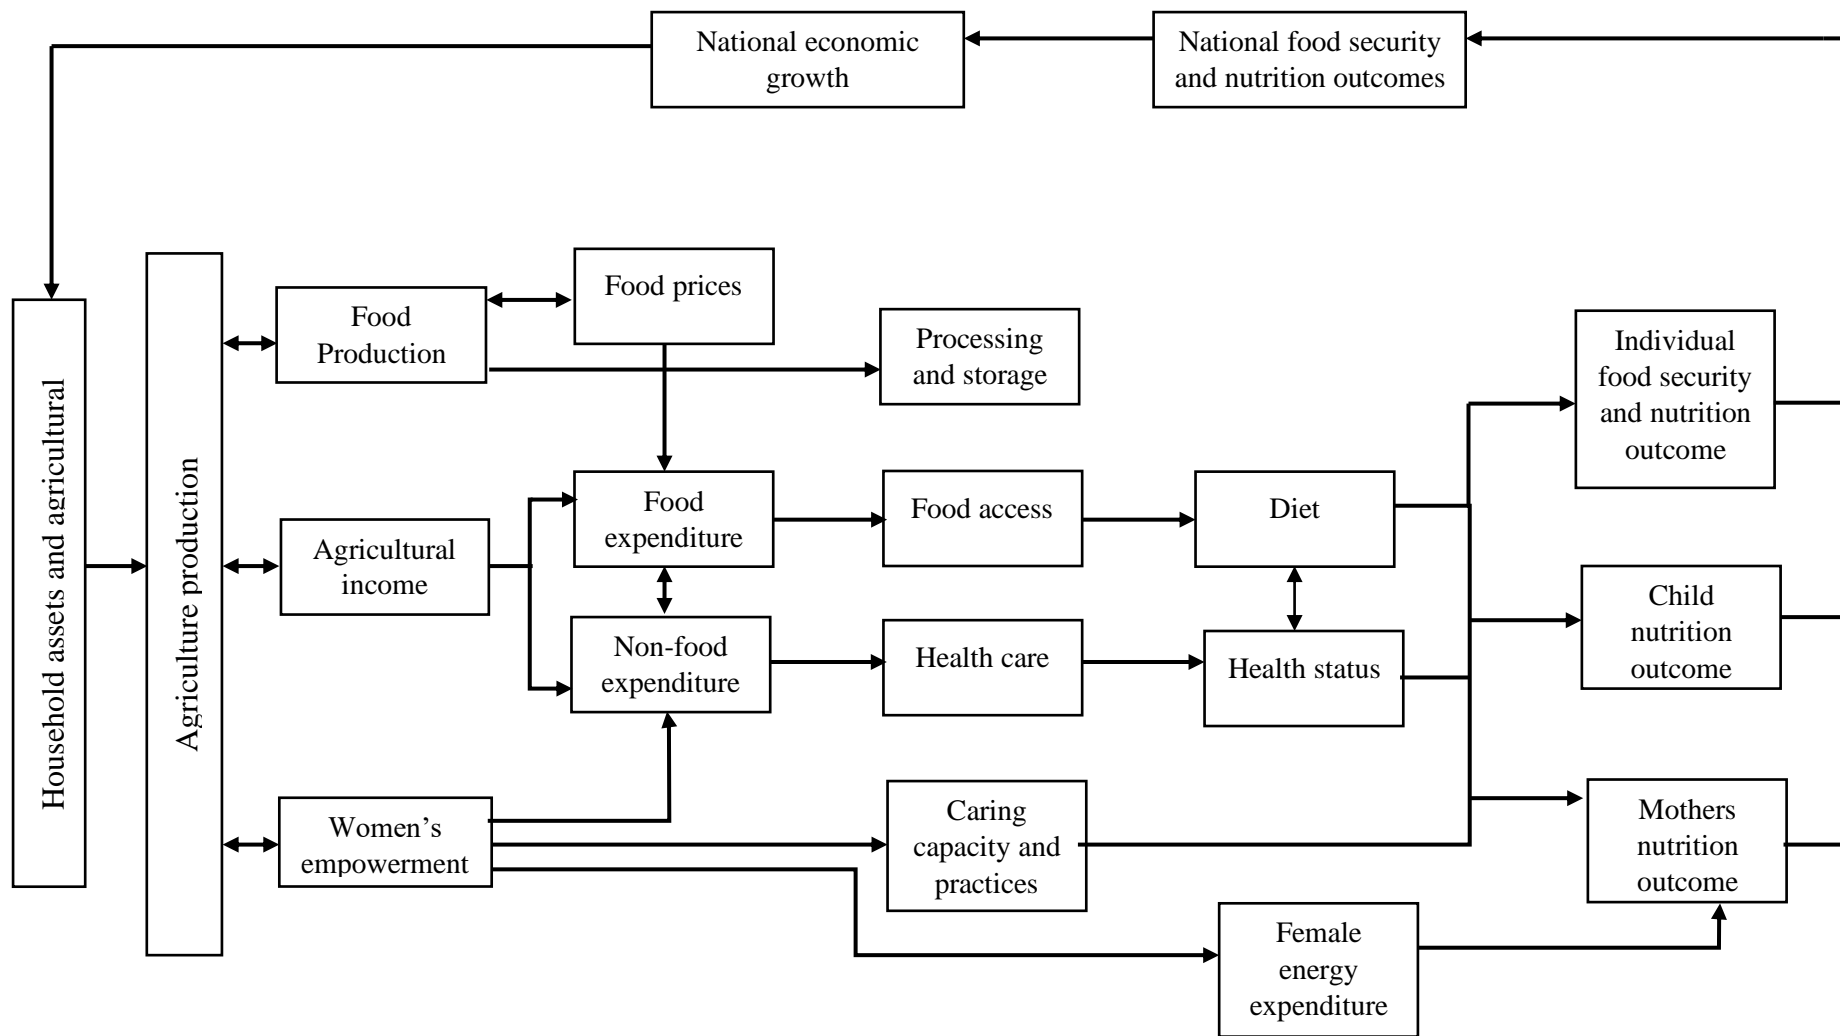 National economic
growth
National food security
and nutrition outcomes
Household assets and agricultural
Agriculture production
Food
Production
Food prices
Processing
and storage
Agricultural
income
Food
expenditure
Non-food
expenditure
Food access
Health care
Diet
Health status
Women’s
empowerment
Caring
capacity and
practices
Female
energy
expenditure
Individual
food security
and nutrition
outcome
Child
nutrition
outcome
Mothers
nutrition
outcome